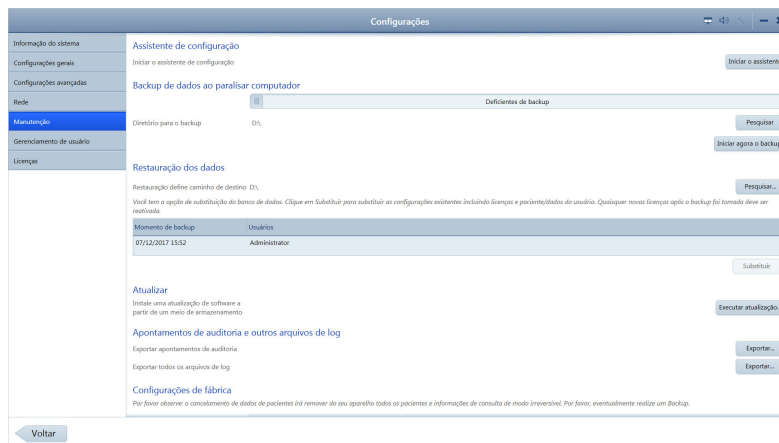 Configurações
Informação do sistema
Configurações gerais
Configurações avançadas
Rede
Manutenção
Gerenciamento de usuário
Licenças
Assistente de configuração
Iniciar o assistente de configuração
Iniciar o assistente
Backup de dados ao paralisar computador
Deficientes de backup
Diretório para o backup D:\,
Pesquisar
Iniciar agora o backup
Restauração dos dados
Restauração define caminho de destino D:\,
Pesquisar...
Você tem a opção de substituição do banco de dados. Clique em Substituir para substituir as configurações existentes incluindo licenças e paciente/dados do usuário. Quaisquer novas licenças após o backup foi tomada deve ser
reativada.
Momento de backup Usuários
07/12/2017 15:52 Administrator
Substituir
Atualizar
Instale uma atualização de software a
partir de um meio de armazenamento
Executar atualização.
Apontamentos de auditoria e outros arquivos de log
Exportar apontamentos de auditoria
Exportar...
Exportar todos os arquivos de log
Exportar...
Configurações de fábrica
Por favor observe: o cancelamento de dados de pacientes irá remover do seu aparelho todos os pacientes e informações de consulta de modo irreversível. Por favor, eventualmente realize um Backup.
Voltar